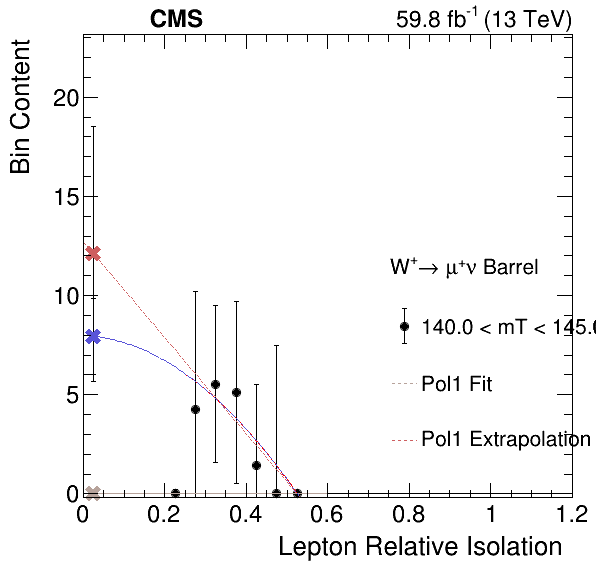 CMS
59.8 fb⁻¹ (13 TeV)
Bin Content
20
15
10
5
0
W⁺→ μ⁺ν Barrel
140.0 < mT < 145.
Pol1 Fit
Pol1 Extrapolation
0 0.2 0.4 0.6 0.8 1 1.2
Lepton Relative Isolation